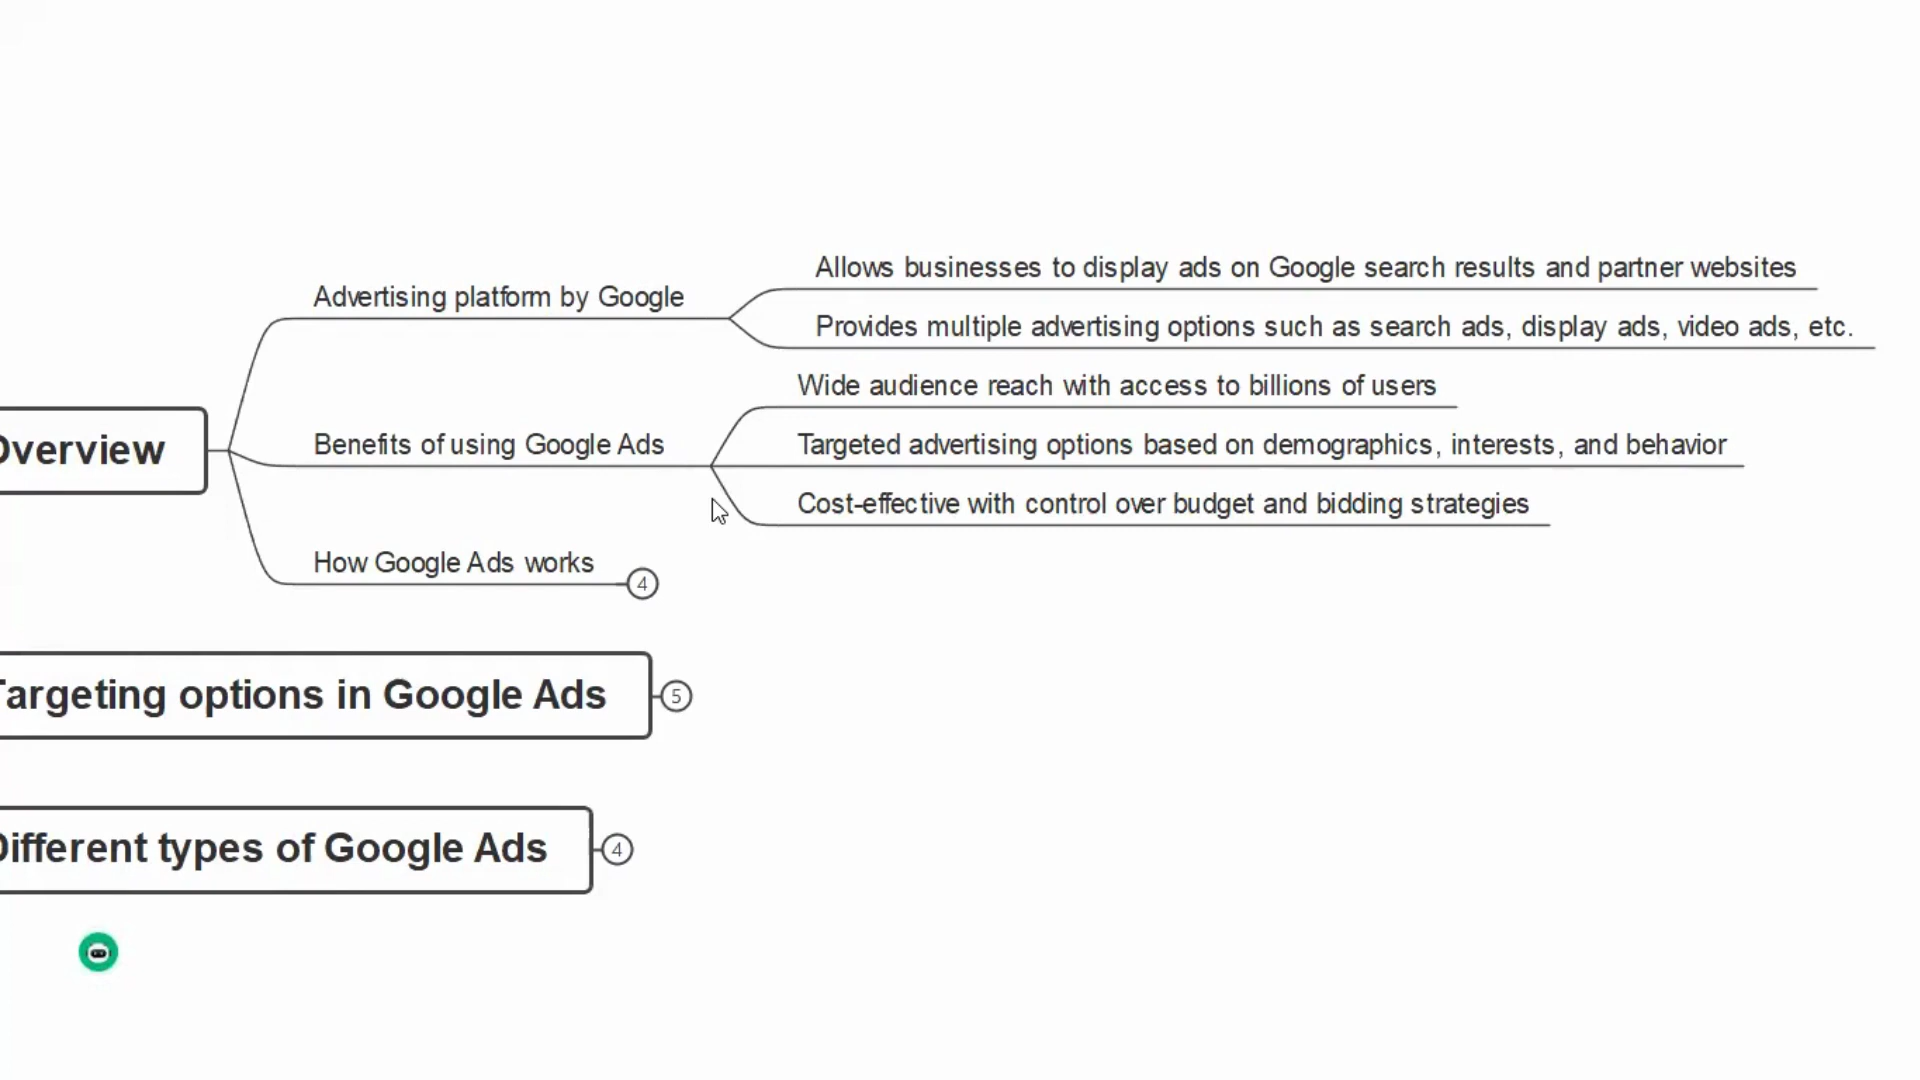 Allows businesses to display ads on Google search results and partner websites
Advertising platform by Google
Provides multiple advertising options such as search ads, display ads, video ads, etc.
Wide audience reach with access to billions of users
Overview
Benefits of using Google Ads
Targeted advertising options based on demographics, interests, and behavior
Cost-effective with control over budget and bidding strategies
How Google Ads works
4
Targeting options in Google Ads
5
Different types of Google Ads
4